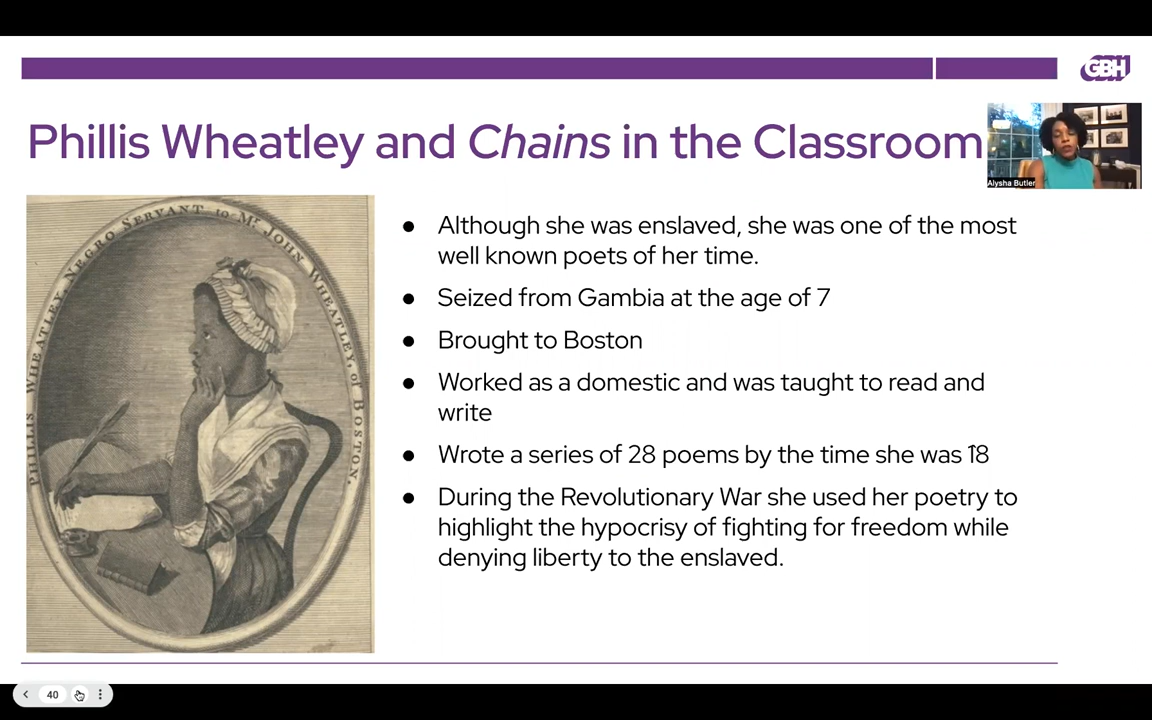 GBH
Phillis Wheatley and Chains in the Classroom
Alysha Butler
PHILLIS WHEATLEY, NEGRO SERVANT to Mr. JOHN WHEATLEY, of BOSTON.
● Although she was enslaved, she was one of the most
well known poets of her time.
● Seized from Gambia at the age of 7
● Brought to Boston
● Worked as a domestic and was taught to read and
write
● Wrote a series of 28 poems by the time she was 18
● During the Revolutionary War she used her poetry to
highlight the hypocrisy of fighting for freedom while
denying liberty to the enslaved.
40